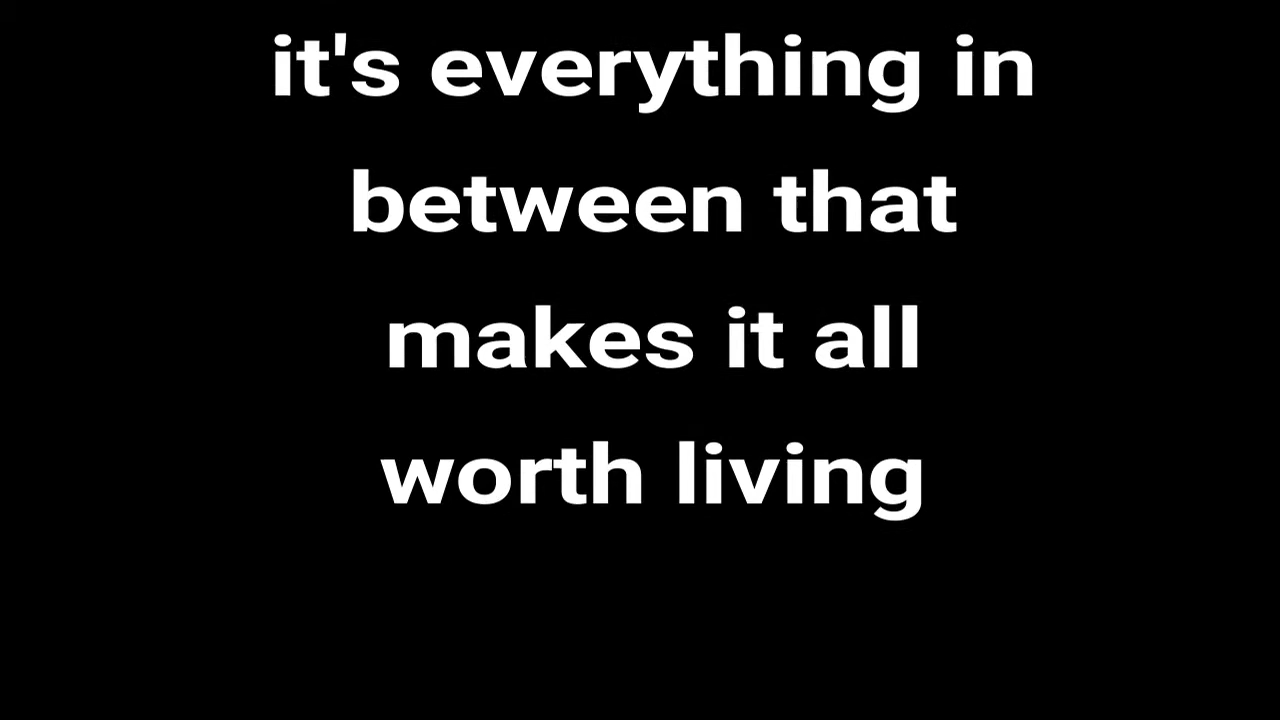 it's everything in
between that
makes it all
worth living